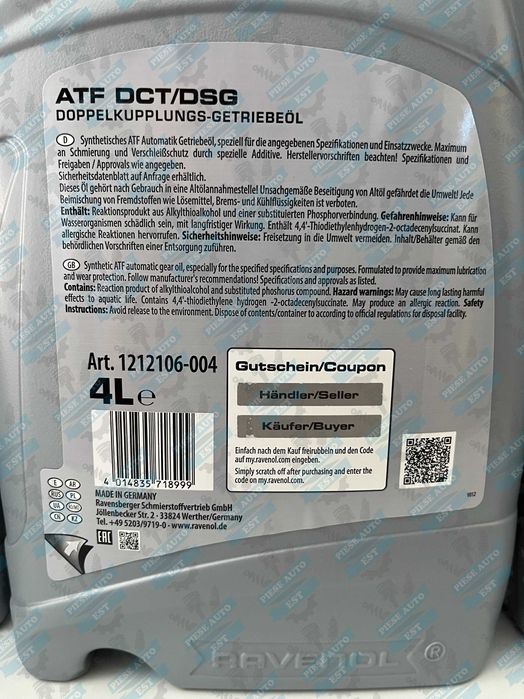 ATF DCT/DSG
DOPPELKUPPLUNGS-GETRIEBEÖL
D Synthetisches ATF Automatik Getriebeöl, speziell für die angegebenen Spezifikationen und Einsatzzwecke. Maximum
an Schmierung und Verschleißschutz durch spezielle Additive. Herstellervorschriften beachten! Spezifikationen und
Freigaben / Approvals wie angegeben.
Sicherheitsdatenblatt auf Anfrage erhältlich.
Dieses Öl gehört nach Gebrauch in eine Altölannahmestelle! Unsachgemäße Beseitigung von Altöl gefährdet die Umwelt! Jede
Beimischung von Fremdstoffen wie Lösemittel, Brems- und Kühlflüssigkeiten ist verboten.
Enthält: Reaktionsprodukt aus Alkylthioalkohol und einer substituierten Phosphorverbindung. Gefahrenhinweise: Kann für
Wasserorganismen schädlich sein, mit langfristiger Wirkung. Enthält 4,4'-Thiodiethylenhydrogen-2-octadecenylsuccinat. Kann
allergische Reaktionen hervorrufen. Sicherheitshinweise: Freisetzung in die Umwelt vermeiden. Inhalt/Behälter gemäß den
behördlichen Vorschriften einer Entsorgung zuführen.
GB Synthetic ATF automatic gear oil, especially for the specified specifications and purposes. Formulated to provide maximum lubrication
and wear protection. Follow manufacturer's recommendations! Specifications and approvals as listed.
Contains: Reaction product of alkylthioalcohol and substituted phoshorus compound. Hazard warnings: May cause long lasting harmful
effects to aquatic life. Contains 4,4'-thiodiethylene hydrogen -2-octadecenylsuccinate. May produce an allergic reaction. Safety
Instructions: Avoid release to the environment. Dispose of contents/container to according to official regulations for disposal facility.
Art. 1212106-004
4L e
4 014835 718999
Gutschein/Coupon
Händler/Seller
Käufer/Buyer
Einfach nach dem Kauf freirubbeln und den Code
auf my.ravenol.com eingeben.
Simply scratch off after purchasing and enter the
code on my.ravenol.com.
E AR
RUS PL
UA
CN KZ
MADE IN GERMANY
Ravensberger Schmierstoffvertrieb GmbH
Jöllenbecker Str. 2 - 33824 Werther/Germany
Tel. +49 5203/9719-0 - www.ravenol.de
EAC
RAVENOL ®
PIESE AUTO
EST